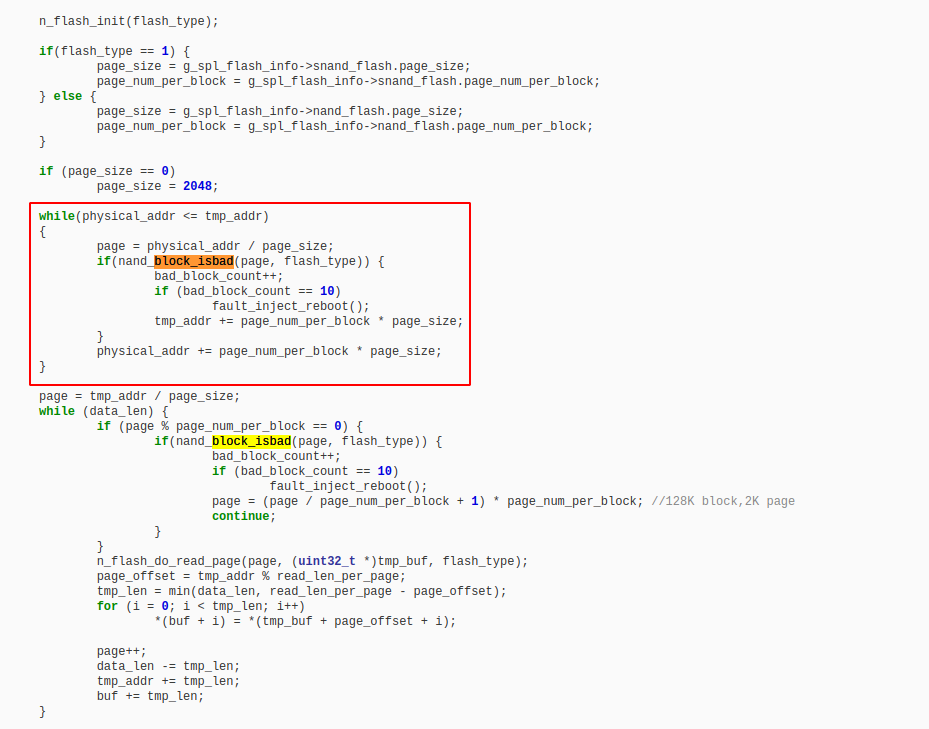 n_flash_init(flash_type);
if(flash_type == 1) {
page_size = g_spl_flash_info->snand_flash.page_size;
page_num_per_block = g_spl_flash_info->snand_flash.page_num_per_block;
} else {
page_size = g_spl_flash_info->nand_flash.page_size;
page_num_per_block = g_spl_flash_info->nand_flash.page_num_per_block;
}
if (page_size == 0)
page_size = 2048;
while(physical_addr <= tmp_addr)
{
page = physical_addr / page_size;
if(nand_block_isbad(page, flash_type)) {
bad_block_count++;
if (bad_block_count == 10)
fault_inject_reboot();
tmp_addr += page_num_per_block * page_size;
}
physical_addr += page_num_per_block * page_size;
}
page = tmp_addr / page_size;
while (data_len) {
if (page % page_num_per_block == 0) {
if(nand_block_isbad(page, flash_type)) {
bad_block_count++;
if (bad_block_count == 10)
fault_inject_reboot();
page = (page / page_num_per_block + 1) * page_num_per_block; //128K block,2K page
continue;
}
}
n_flash_do_read_page(page, (uint32_t *)tmp_buf, flash_type);
page_offset = tmp_addr % read_len_per_page;
tmp_len = min(data_len, read_len_per_page - page_offset);
for (i = 0; i < tmp_len; i++)
*(buf + i) = *(tmp_buf + page_offset + i);
page++;
data_len -= tmp_len;
tmp_addr += tmp_len;
buf += tmp_len;
}